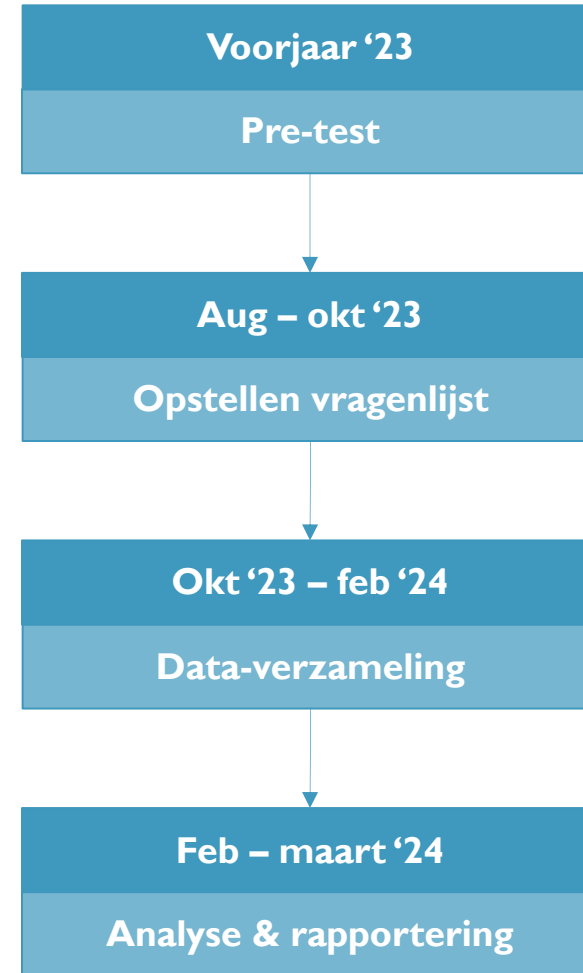 Voorjaar ‘23
Pre-test
Aug – okt ‘23
Opstellen vragenlijst
Okt ‘23 – feb ‘24
Data-verzameling
Feb – maart ‘24
Analyse & rapportering